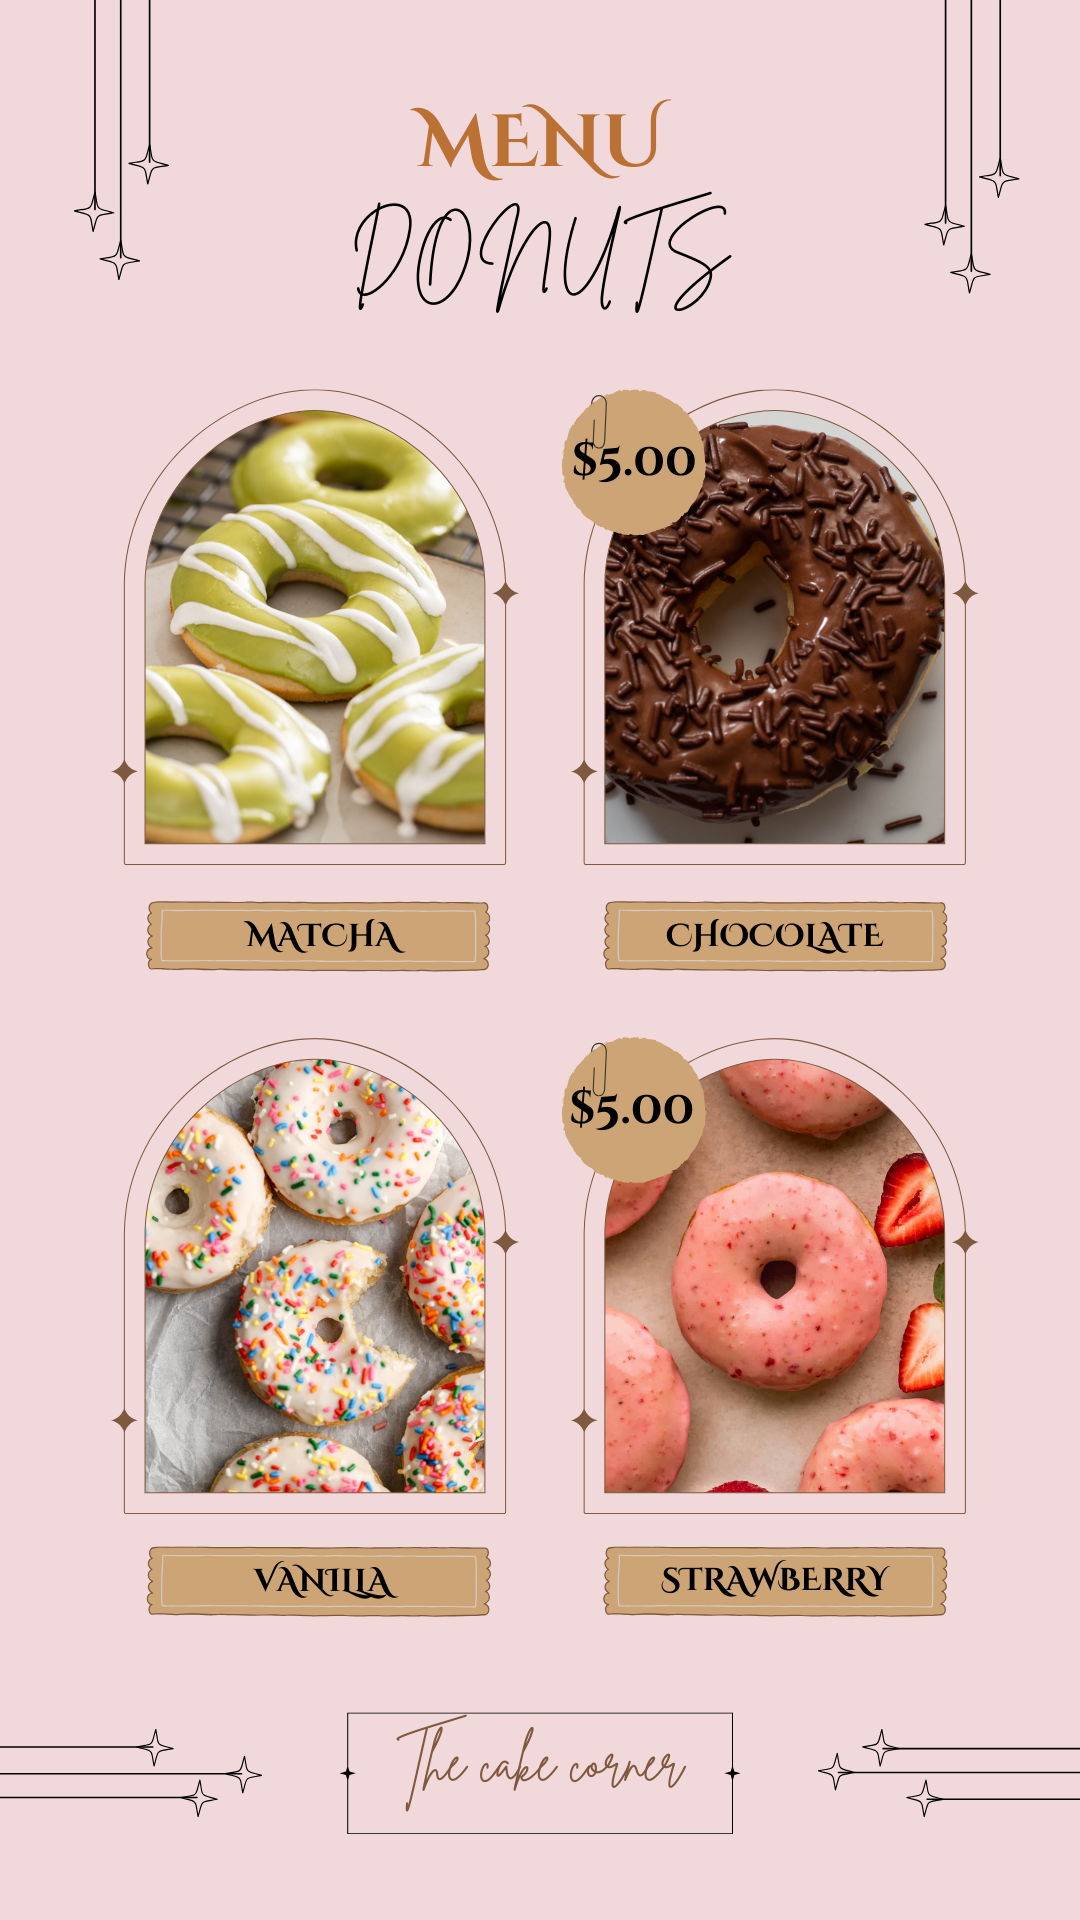 MENU
DONUTS
$5.00
MATCHA
CHOCOLATE
$5.00
VANILLA
STRAWBERRY
The cake corner